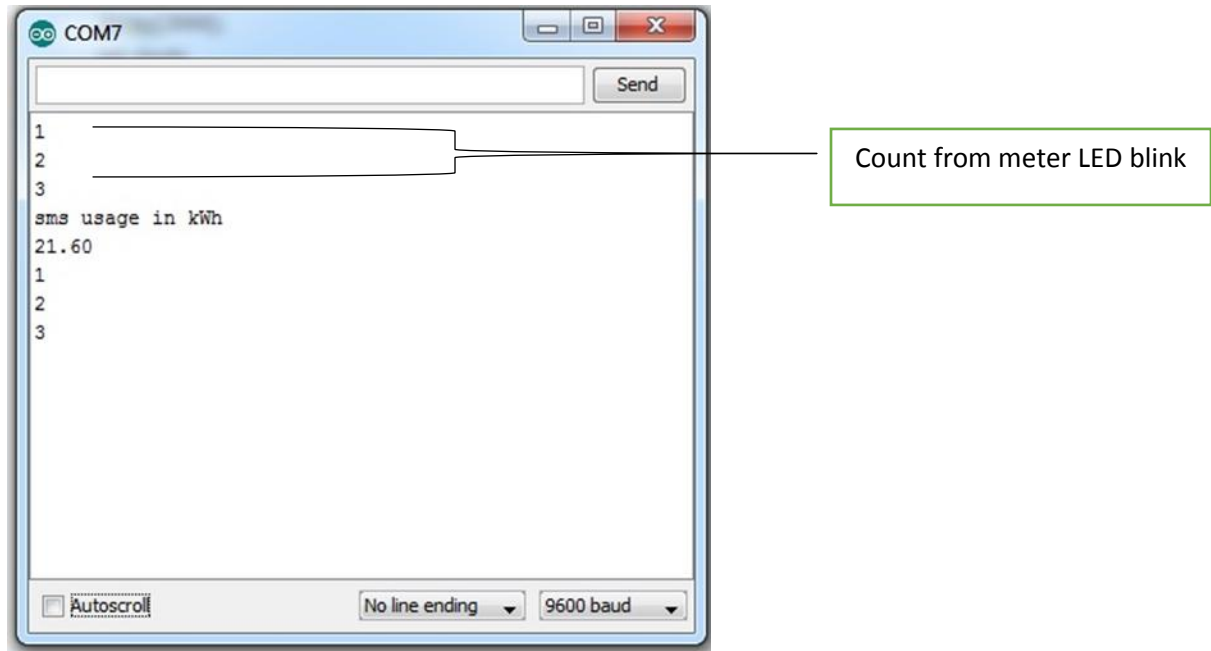 COM7
Send
1
2
3
sms usage in kWh
21.60
1
2
3
Count from meter LED blink
Autoscroll
No line ending
9600 baud